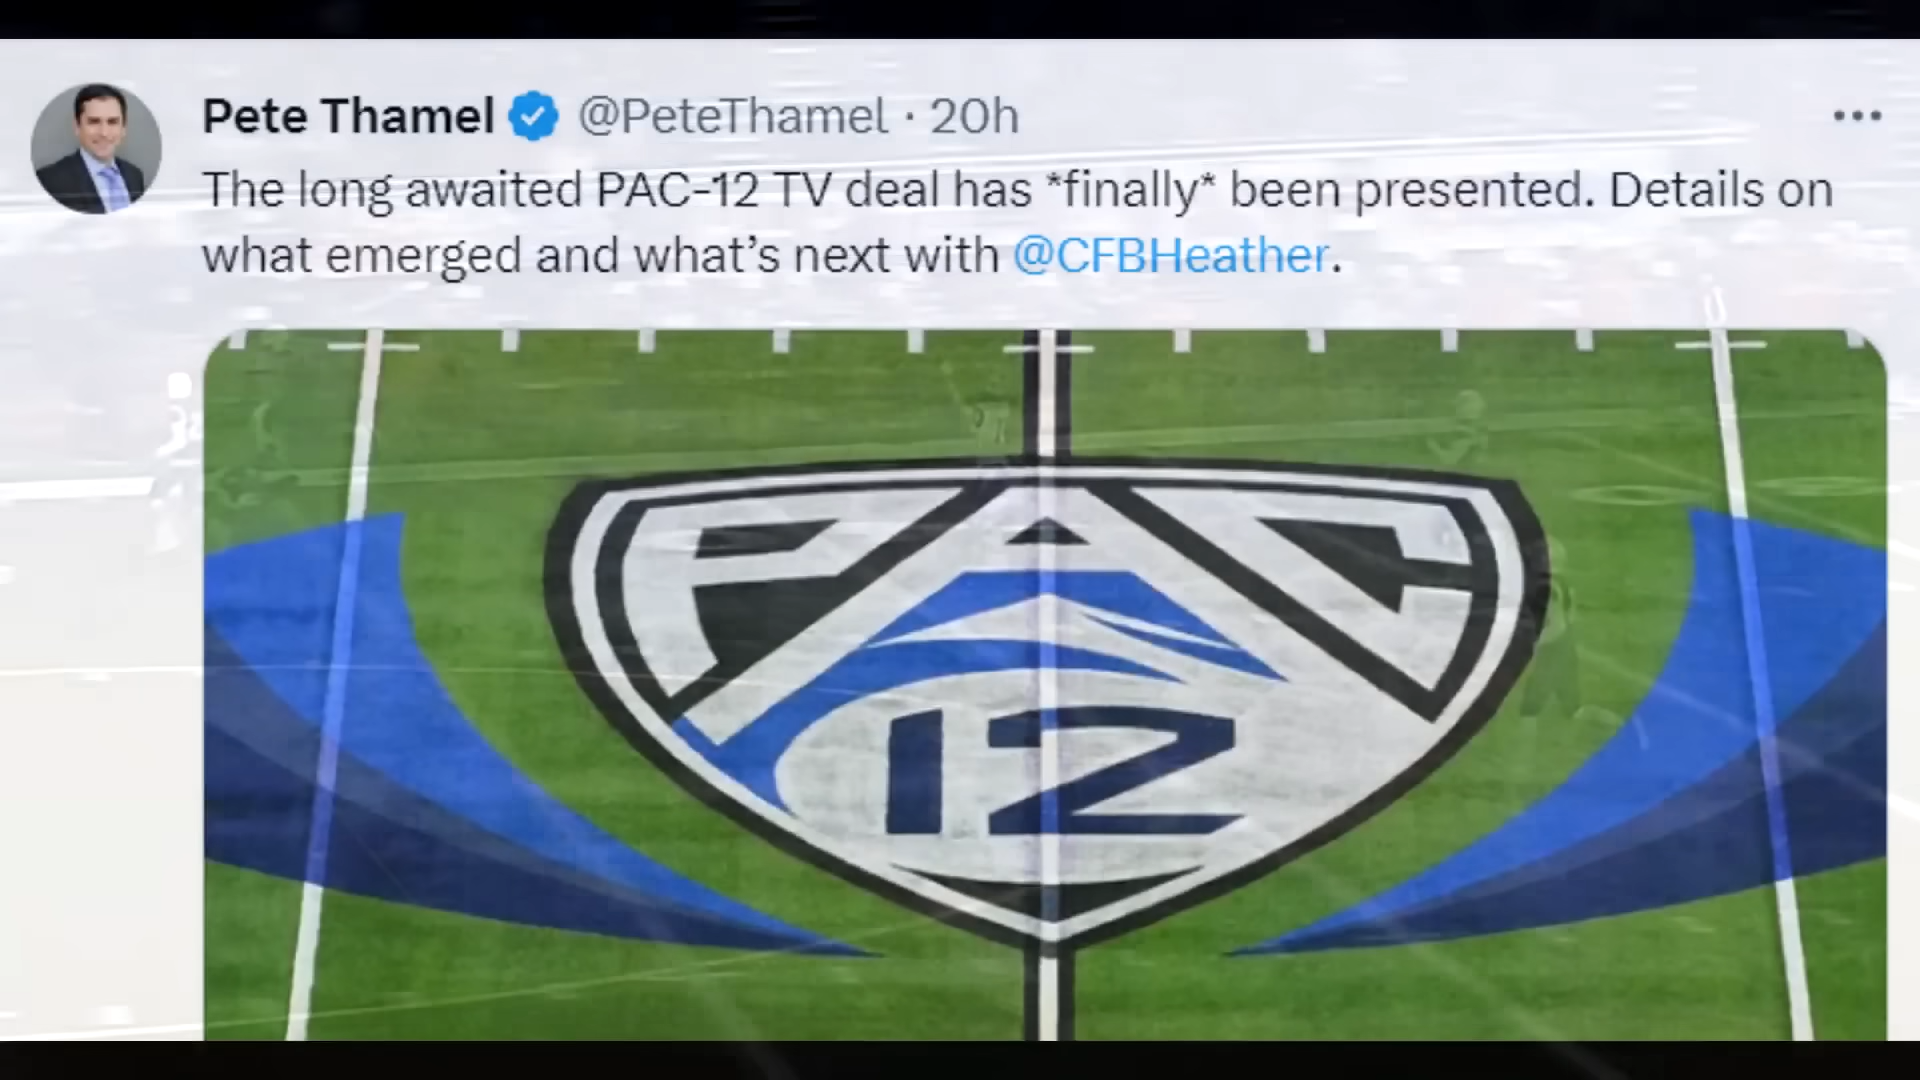 Pete Thamel @PeteThamel · 20h
The long awaited PAC-12 TV deal has *finally* been presented. Details on
what emerged and what's next with @CFBHeather.
PAC
12